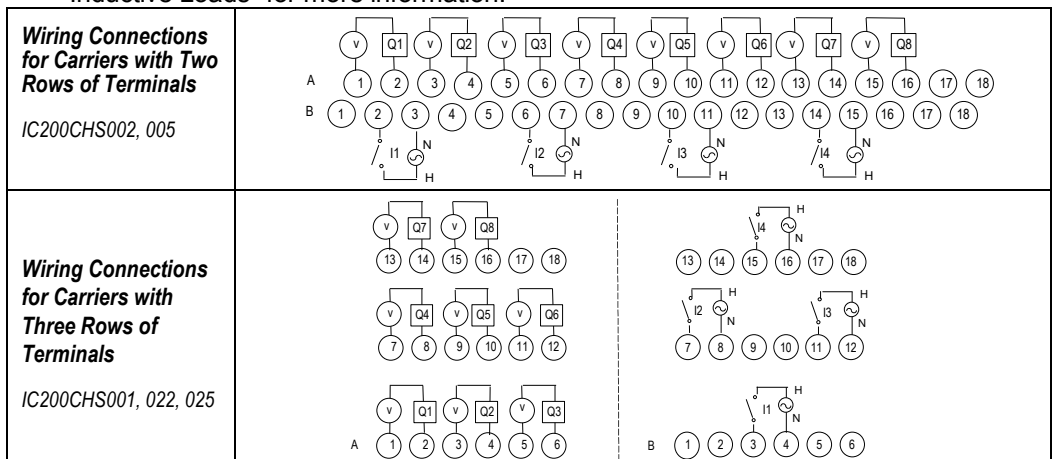 Inductive Loads" for more information.
Wiring Connections
for Carriers with Two
Rows of Terminals
IC200CHS002, 005
V Q1 V Q2 V Q3 V Q4 V Q5 V Q6 V Q7 V Q8
A 1 2 3 4 5 6 7 8 9 10 11 12 13 14 15 16 17 18
B 1 2 3 4 5 6 7 8 9 10 11 12 13 14 15 16 17 18
I1 N I2 N I3 N I4 N
H H H H
Wiring Connections
for Carriers with
Three Rows of
Terminals
IC200CHS001, 022, 025
V Q7 V Q8
13 14 15 16 17 18
V Q4 V Q5 V Q6
7 8 9 10 11 12
V Q1 V Q2 V Q3
A 1 2 3 4 5 6
H
I4
N
13 14 15 16 17 18
H H
I2 I3
N N
7 8 9 10 11 12
H
I1
N
B 1 2 3 4 5 6